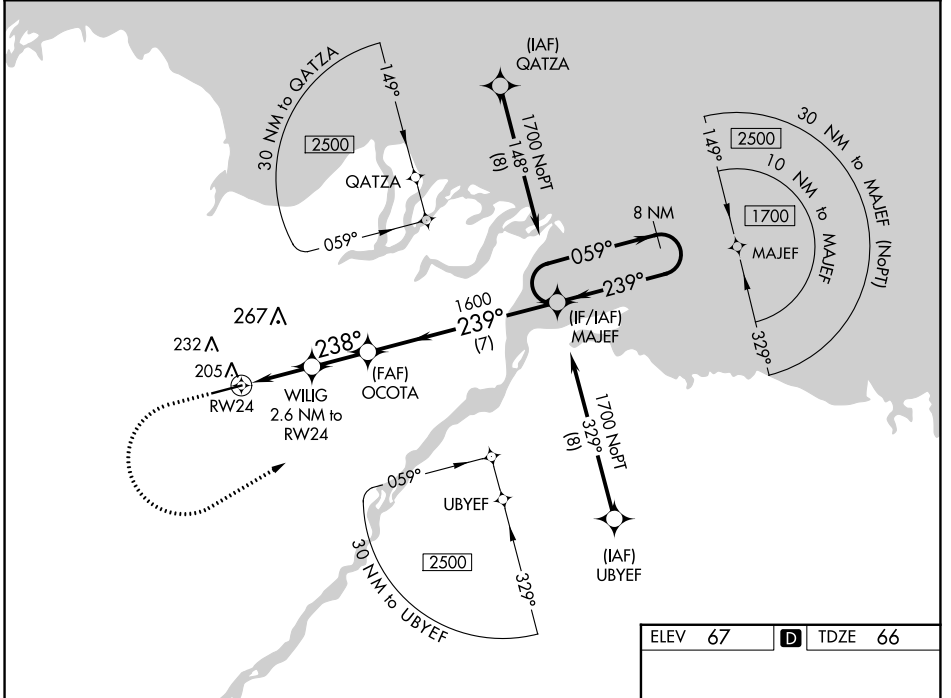 (IAF)
QATZA
30 NM to QATZA
149°
2500
QATZA
059°
1700 NoPT
148°
(8)
30 NM to MAJEF (NoPT)
2500
149°
10 NM to MAJEF
1700
MAJEF
329°
8 NM
059°
239°
1600
239°
(7)
(IF/IAF)
MAJEF
267
232
205
238°
(FAF)
OCOTA
WILIG
2.6 NM to
RW24
RW24
1700 NoPT
329°
(8)
059°
UBYEF
2500
329°
30 NM to UBYEF
(IAF)
UBYEF
ELEV 67 D TDZE 66